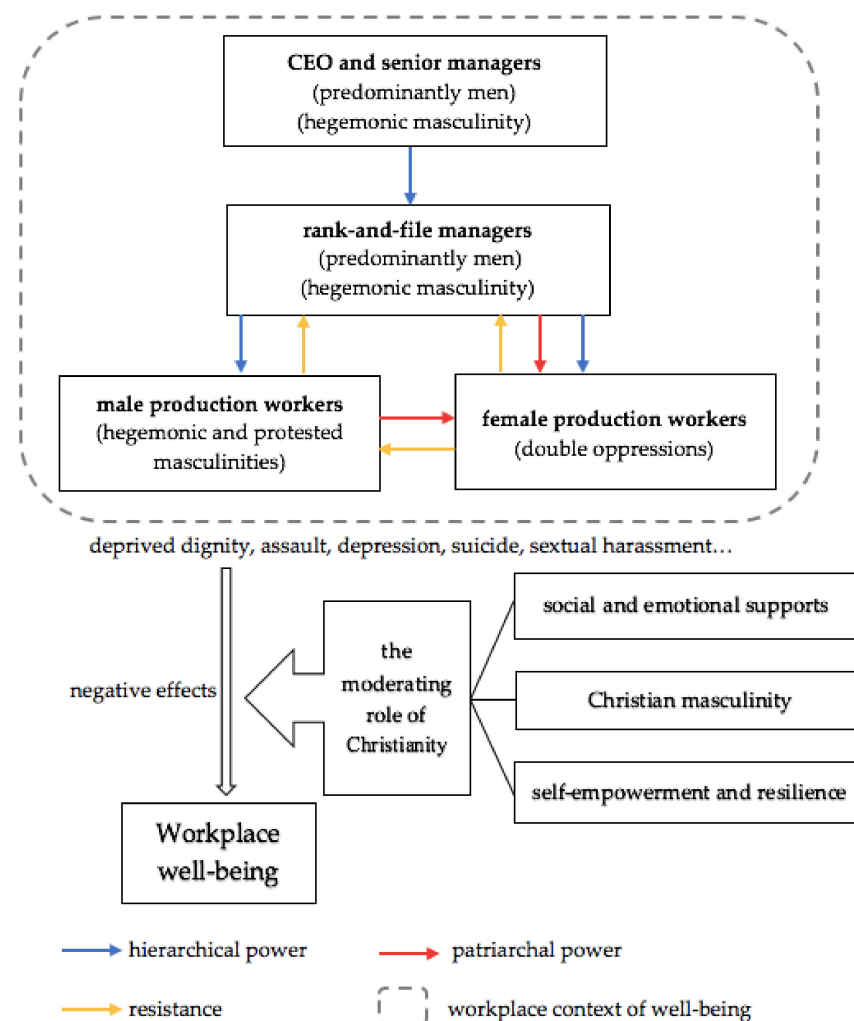 CEO and senior managers
(predominantly men)
(hegemonic masculinity)
rank-and-file managers
(predominantly men)
(hegemonic masculinity)
male production workers
(hegemonic and protested
masculinities)
female production workers
(double oppressions)
deprived dignity, assault, depression, suicide, sextual harassment…
negative effects
the
moderating
role of
Christianity
social and emotional supports
Christian masculinity
self-empowerment and resilience
Workplace
well-being
hierarchical power
patriarchal power
resistance
workplace context of well-being